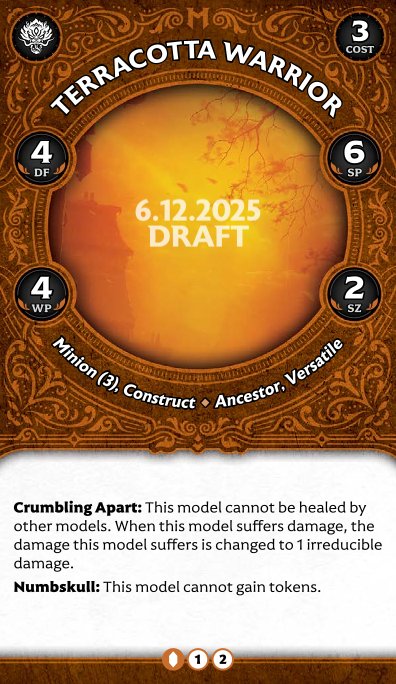 M
3
COST
TERRACOTTA WARRIOR
4
DF
6
SP
6.12.2025
DRAFT
4
WP
2
SZ
Minion (3), Construct ◆ Ancestor, Versatile
Crumbling Apart: This model cannot be healed by
other models. When this model suffers damage, the
damage this model suffers is changed to 1 irreducible
damage.
Numbskull: This model cannot gain tokens.
1 2